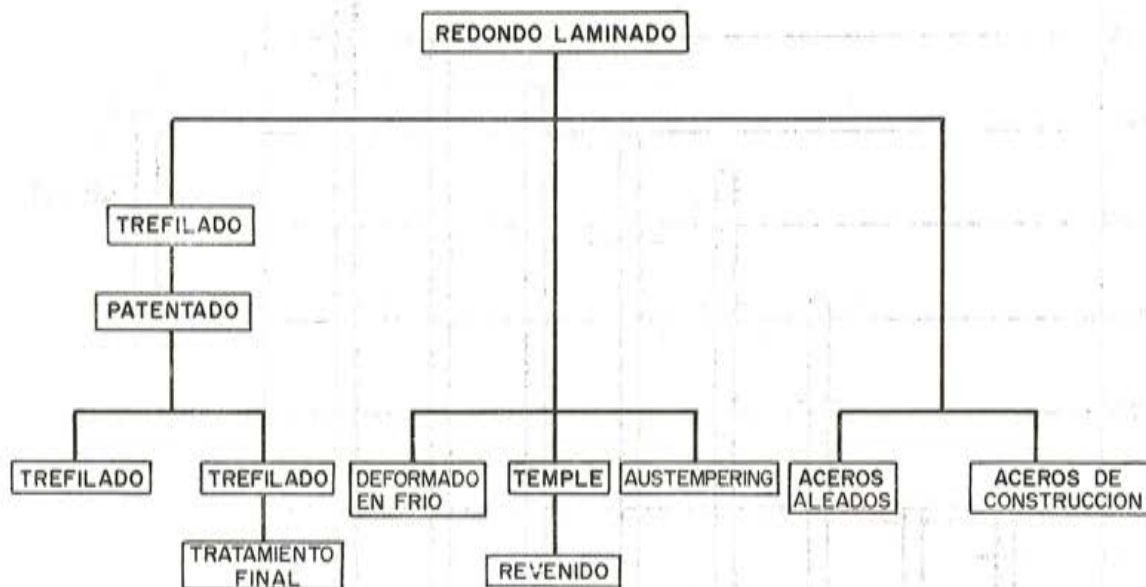 REDONDO LAMINADO
TREFILADO
PATENTADO
TREFILADO
TREFILADO
DEFORMADO
EN FRIO
TEMPLE
AUSTEMPERING
ACEROS
ALEADOS
ACEROS DE
CONSTRUCCION
TRATAMIENTO
FINAL
REVENIDO